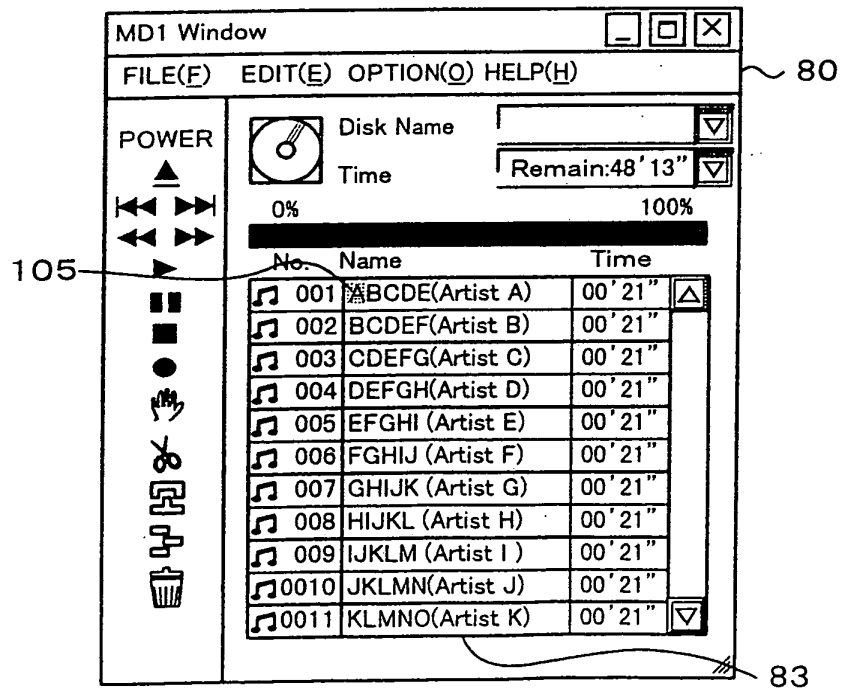 MD1 Window
FILE(F) EDIT(E) OPTION(O) HELP(H)
80
POWER
Disk Name
Time Remain:48'13"
0% 100%
105
No. Name Time
001 ABCDE(Artist A) 00'21"
002 BCDEF(Artist B) 00'21"
003 CDEFG(Artist C) 00'21"
004 DEFGH(Artist D) 00'21"
005 EFGHI (Artist E) 00'21"
006 FGHIJ (Artist F) 00'21"
007 GHIJK (Artist G) 00'21"
008 HIJKL (Artist H) 00'21"
009 IJKLM (Artist I ) 00'21"
0010 JKLMN(Artist J) 00'21"
0011 KLMNO(Artist K) 00'21"
83